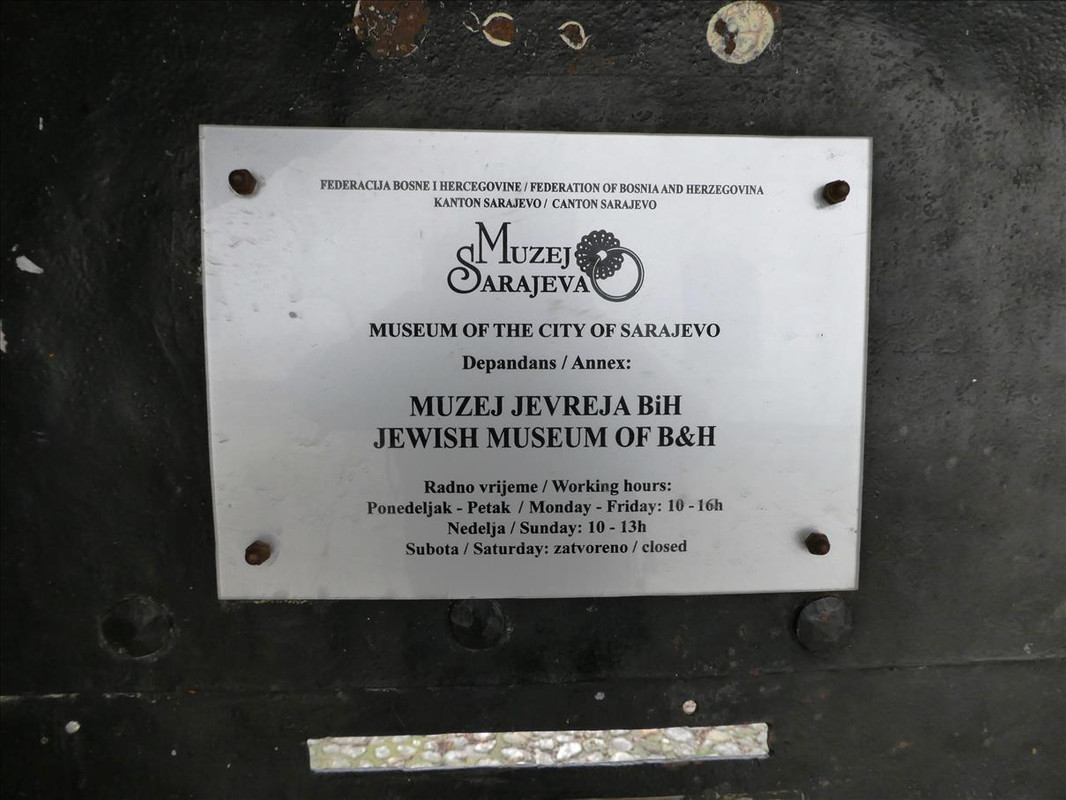 FEDERACIJA BOSNE I HERCEGOVINE / FEDERATION OF BOSNIA AND HERZEGOVINA
KANTON SARAJEVO / CANTON SARAJEVO
MUZEJ
SARAJEVA
MUSEUM OF THE CITY OF SARAJEVO
Depandans / Annex:
MUZEJ JEVREJA BiH
JEWISH MUSEUM OF B&H
Radno vrijeme / Working hours:
Ponedeljak - Petak / Monday - Friday: 10 - 16h
Nedelja / Sunday: 10 - 13h
Subota / Saturday: zatvoreno / closed